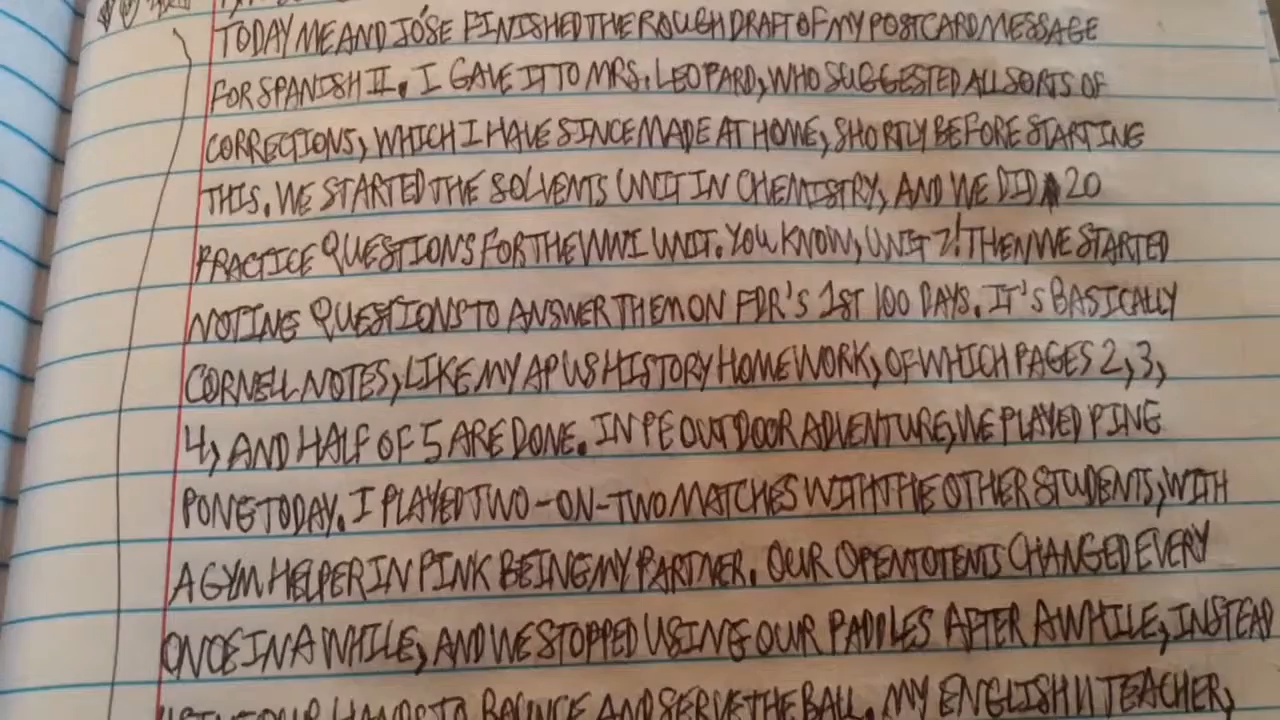 TODAY ME AND JO'SE FINISHED THE ROUGH DRAFT OF MY POSTCARD MESSAGE
FOR SPANISH II. I GAVE IT TO MRS. LEOPARD, WHO SUGGESTED ALL SORTS OF
CORRECTIONS, WHICH I HAVE SINCE MADE AT HOME, SHORTLY BEFORE STARTING
THIS. WE STARTED THE SOLVENTS UNIT IN CHEMISTRY, AND WE DID 20
PRACTICE QUESTIONS FOR THE WWI UNIT. YOU KNOW, UNIT 7! THEN WE STARTED
NOTING QUESTIONS TO ANSWER THEM ON FDR'S 1ST 100 DAYS. IT'S BASICALLY
CORNELL NOTES, LIKE MY AP US HISTORY HOMEWORK, OF WHICH PAGES 2, 3,
4, AND HALF OF 5 ARE DONE. IN PE OUTDOOR ADVENTURE, WE PLAYED PING
PONG TODAY. I PLAYED TWO-ON-TWO MATCHES WITH THE OTHER STUDENTS, WITH
A GYM HELPER IN PINK BEING MY PARTNER. OUR OPENTOTENTS CHANGED EVERY
ONCE IN A WHILE, AND WE STOPPED USING OUR PADDLES AFTER A WHILE, INSTEAD
OUR HANDS TO BOUNCE AND SERVE THE BALL. MY ENGLISH 11 TEACHER,